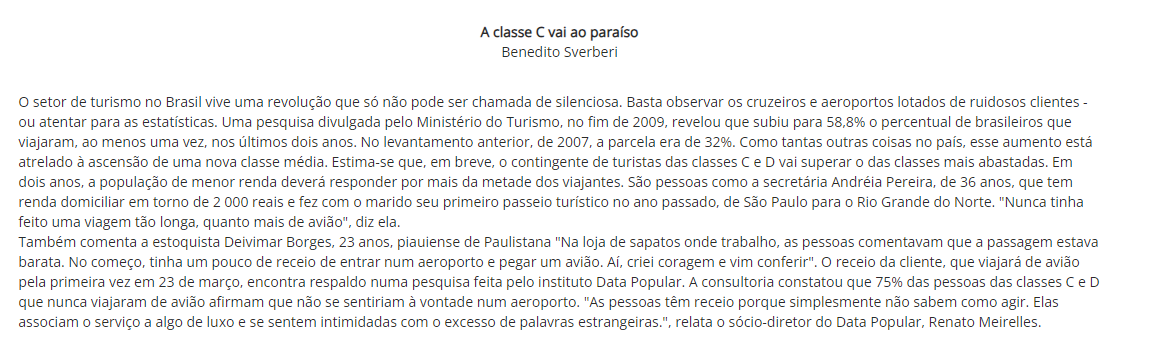 A classe C vai ao paraíso
Benedito Sverberi
O setor de turismo no Brasil vive uma revolução que só não pode ser chamada de silenciosa. Basta observar os cruzeiros e aeroportos lotados de ruidosos clientes -
ou atentar para as estatísticas. Uma pesquisa divulgada pelo Ministério do Turismo, no fim de 2009, revelou que subiu para 58,8% o percentual de brasileiros que
viajaram, ao menos uma vez, nos últimos dois anos. No levantamento anterior, de 2007, a parcela era de 32%. Como tantas outras coisas no país, esse aumento está
atrelado à ascensão de uma nova classe média. Estima-se que, em breve, o contingente de turistas das classes C e D vai superar o das classes mais abastadas. Em
dois anos, a população de menor renda deverá responder por mais da metade dos viajantes. São pessoas como a secretária Andréia Pereira, de 36 anos, que tem
renda domiciliar em torno de 2 000 reais e fez com o marido seu primeiro passeio turístico no ano passado, de São Paulo para o Rio Grande do Norte. "Nunca tinha
feito uma viagem tão longa, quanto mais de avião", diz ela.
Também comenta a estoquista Deivimar Borges, 23 anos, piauiense de Paulistana "Na loja de sapatos onde trabalho, as pessoas comentavam que a passagem estava
barata. No começo, tinha um pouco de receio de entrar num aeroporto e pegar um avião. Aí, criei coragem e vim conferir". O receio da cliente, que viajará de avião
pela primeira vez em 23 de março, encontra respaldo numa pesquisa feita pelo instituto Data Popular. A consultoria constatou que 75% das pessoas das classes C e D
que nunca viajaram de avião afirmam que não se sentiriam à vontade num aeroporto. "As pessoas têm receio porque simplesmente não sabem como agir. Elas
associam o serviço a algo de luxo e se sentem intimidadas com o excesso de palavras estrangeiras.", relata o sócio-diretor do Data Popular, Renato Meirelles.